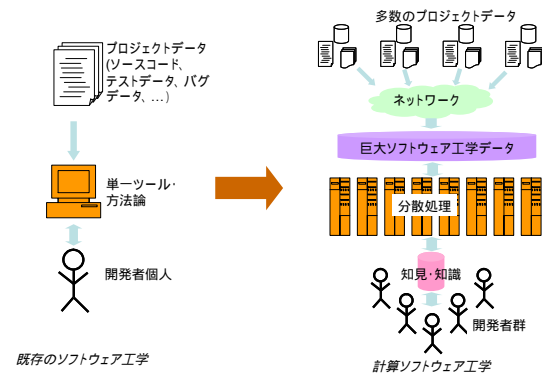 プロジェクトデータ
(ソースコード、
テストデータ、バグ
データ、…)
単一ツール・
方法論
開発者個人
既存のソフトウェア工学
多数のプロジェクトデータ
ネットワーク
巨大ソフトウェア工学データ
分散処理
知見・知識
開発者群
計算ソフトウェア工学